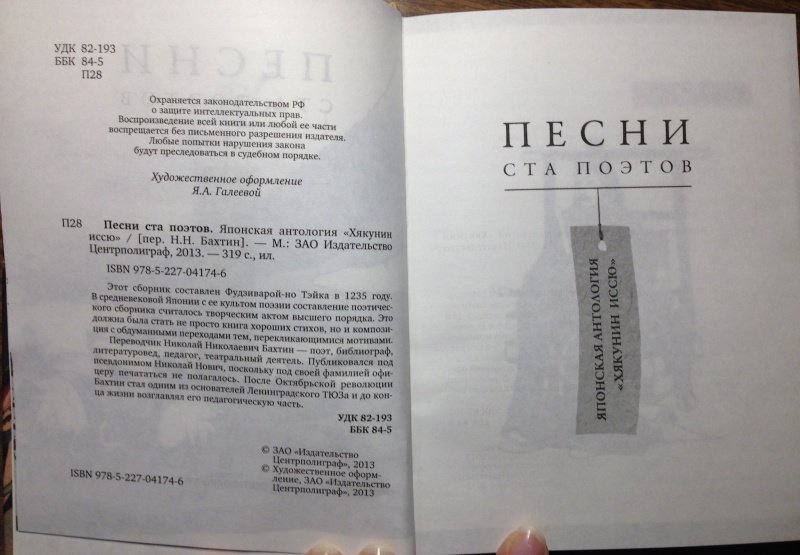 УДК 82-193
ББК 84-5
П28
Охраняется законодательством РФ
о защите интеллектуальных прав.
Воспроизведение всей книги или любой ее части
воспрещается без письменного разрешения издателя.
Любые попытки нарушения закона
будут преследоваться в судебном порядке.
Художественное оформление
Я.А. Галеевой
П28 Песни ста поэтов. Японская антология «Хякунин
иссю» / [пер. Н.Н. Бахтин]. — М.: ЗАО Издательство
Центрполиграф, 2013. — 319 с., ил.
ISBN 978-5-227-04174-6
Этот сборник составлен Фудзиварой-но Тэйка в 1235 году.
В средневековой Японии с ее культом поэзии составление поэтичес-
кого сборника считалось творческим актом высшего порядка. Это
должна была стать не просто книга хороших стихов, но и компози-
ция с обдуманными переходами тем, перекликающимися мотивами.
Переводчик Николай Николаевич Бахтин — поэт, библиограф,
литературовед, педагог, театральный деятель. Публиковался под
псевдонимом Николай Нович, поскольку под своей фамилией офи-
церу печататься не полагалось. После Октябрьской революции
Бахтин стал одним из основателей Ленинградского ТЮЗа и до кон-
ца жизни возглавлял его педагогическую часть.
УДК 82-193
ББК 84-5
© ЗАО «Издательство
Центрполиграф», 2013
© Художественное оформ-
ление, ЗАО «Издательство
Центрполиграф», 2013
ISBN 978-5-227-04174-6
ПЕСНИ
СТА ПОЭТОВ
ЯПОНСКАЯ АНТОЛОГИЯ
«ХЯКУНИН ИССЮ»